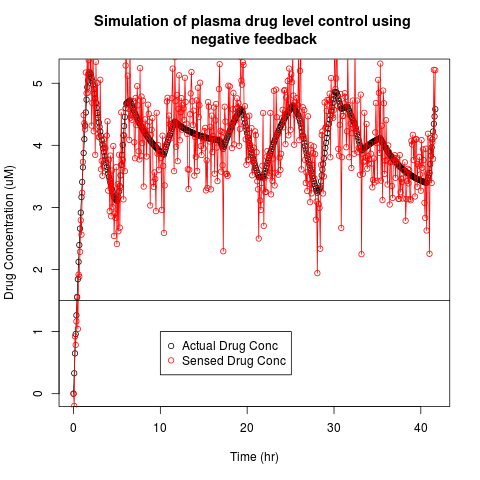 Simulation of plasma drug level control using
negative feedback
Drug Concentration (uM)
5
4
3
2
1
0
Actual Drug Conc
Sensed Drug Conc
0 10 20 30 40
Time (hr)